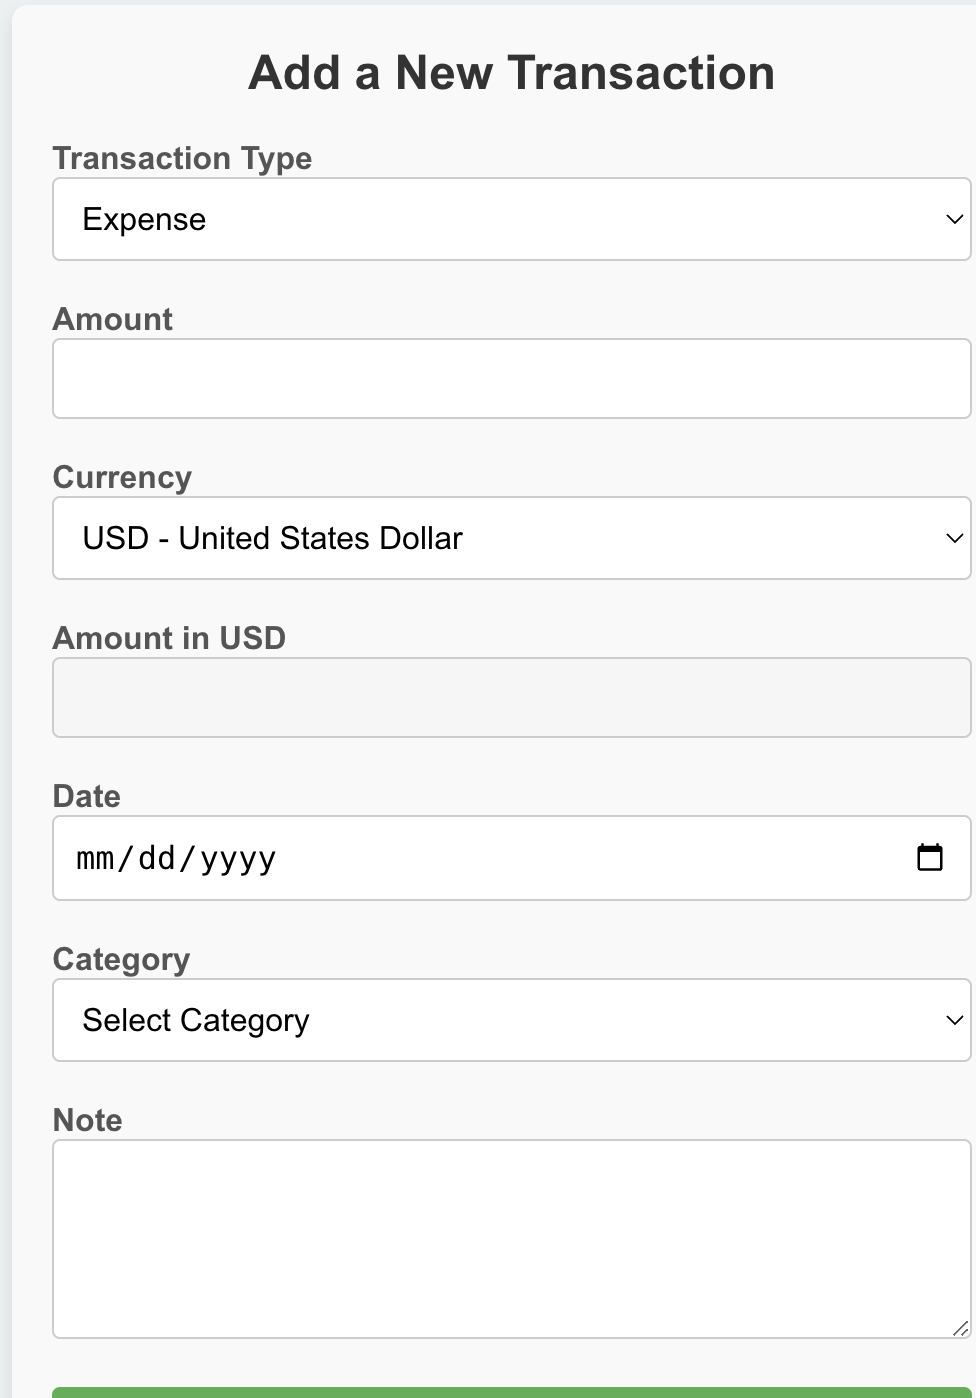 Add a New Transaction
Transaction Type
Expense
Amount
Currency
USD - United States Dollar
Amount in USD
Date
mm/dd/yyyy
Category
Select Category
Note